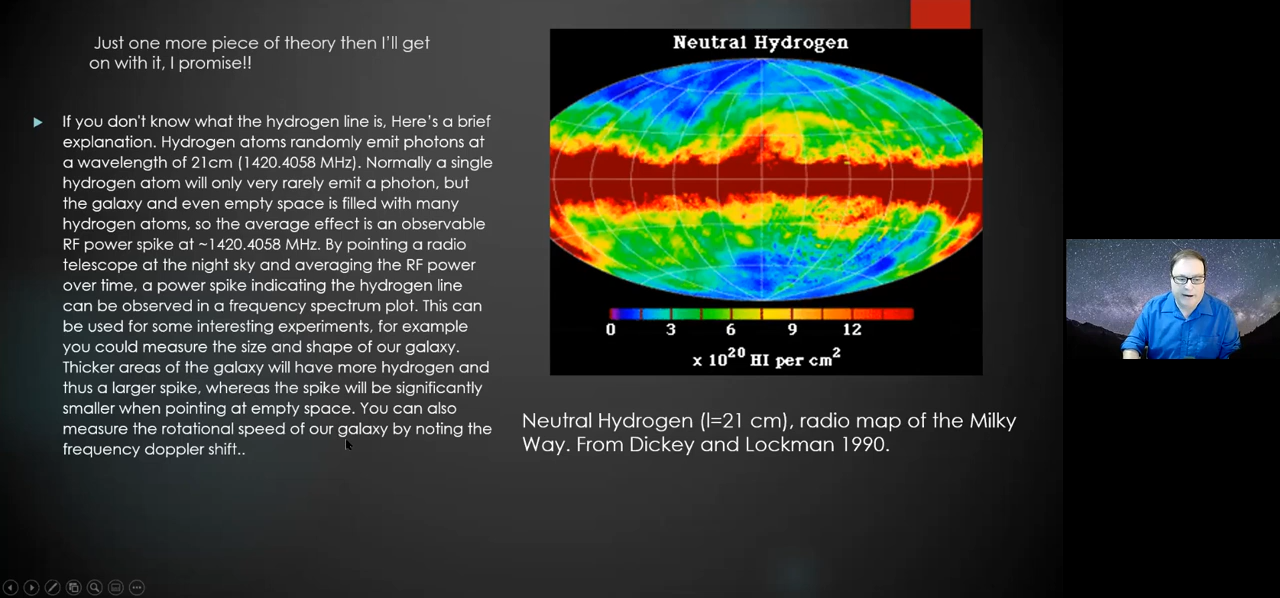 Just one more piece of theory then I'll get
on with it, I promise!!
If you don't know what the hydrogen line is, Here's a brief
explanation. Hydrogen atoms randomly emit photons at
a wavelength of 21cm (1420.4058 MHz). Normally a single
hydrogen atom will only very rarely emit a photon, but
the galaxy and even empty space is filled with many
hydrogen atoms, so the average effect is an observable
RF power spike at ~1420.4058 MHz. By pointing a radio
telescope at the night sky and averaging the RF power
over time, a power spike indicating the hydrogen line
can be observed in a frequency spectrum plot. This can
be used for some interesting experiments, for example
you could measure the size and shape of our galaxy.
Thicker areas of the galaxy will have more hydrogen and
thus a larger spike, whereas the spike will be significantly
smaller when pointing at empty space. You can also
measure the rotational speed of our galaxy by noting the
frequency doppler shift..
Neutral Hydrogen
0 3 6 9 12
x 10²⁰ HI per cm²
Neutral Hydrogen (l=21 cm), radio map of the Milky
Way. From Dickey and Lockman 1990.